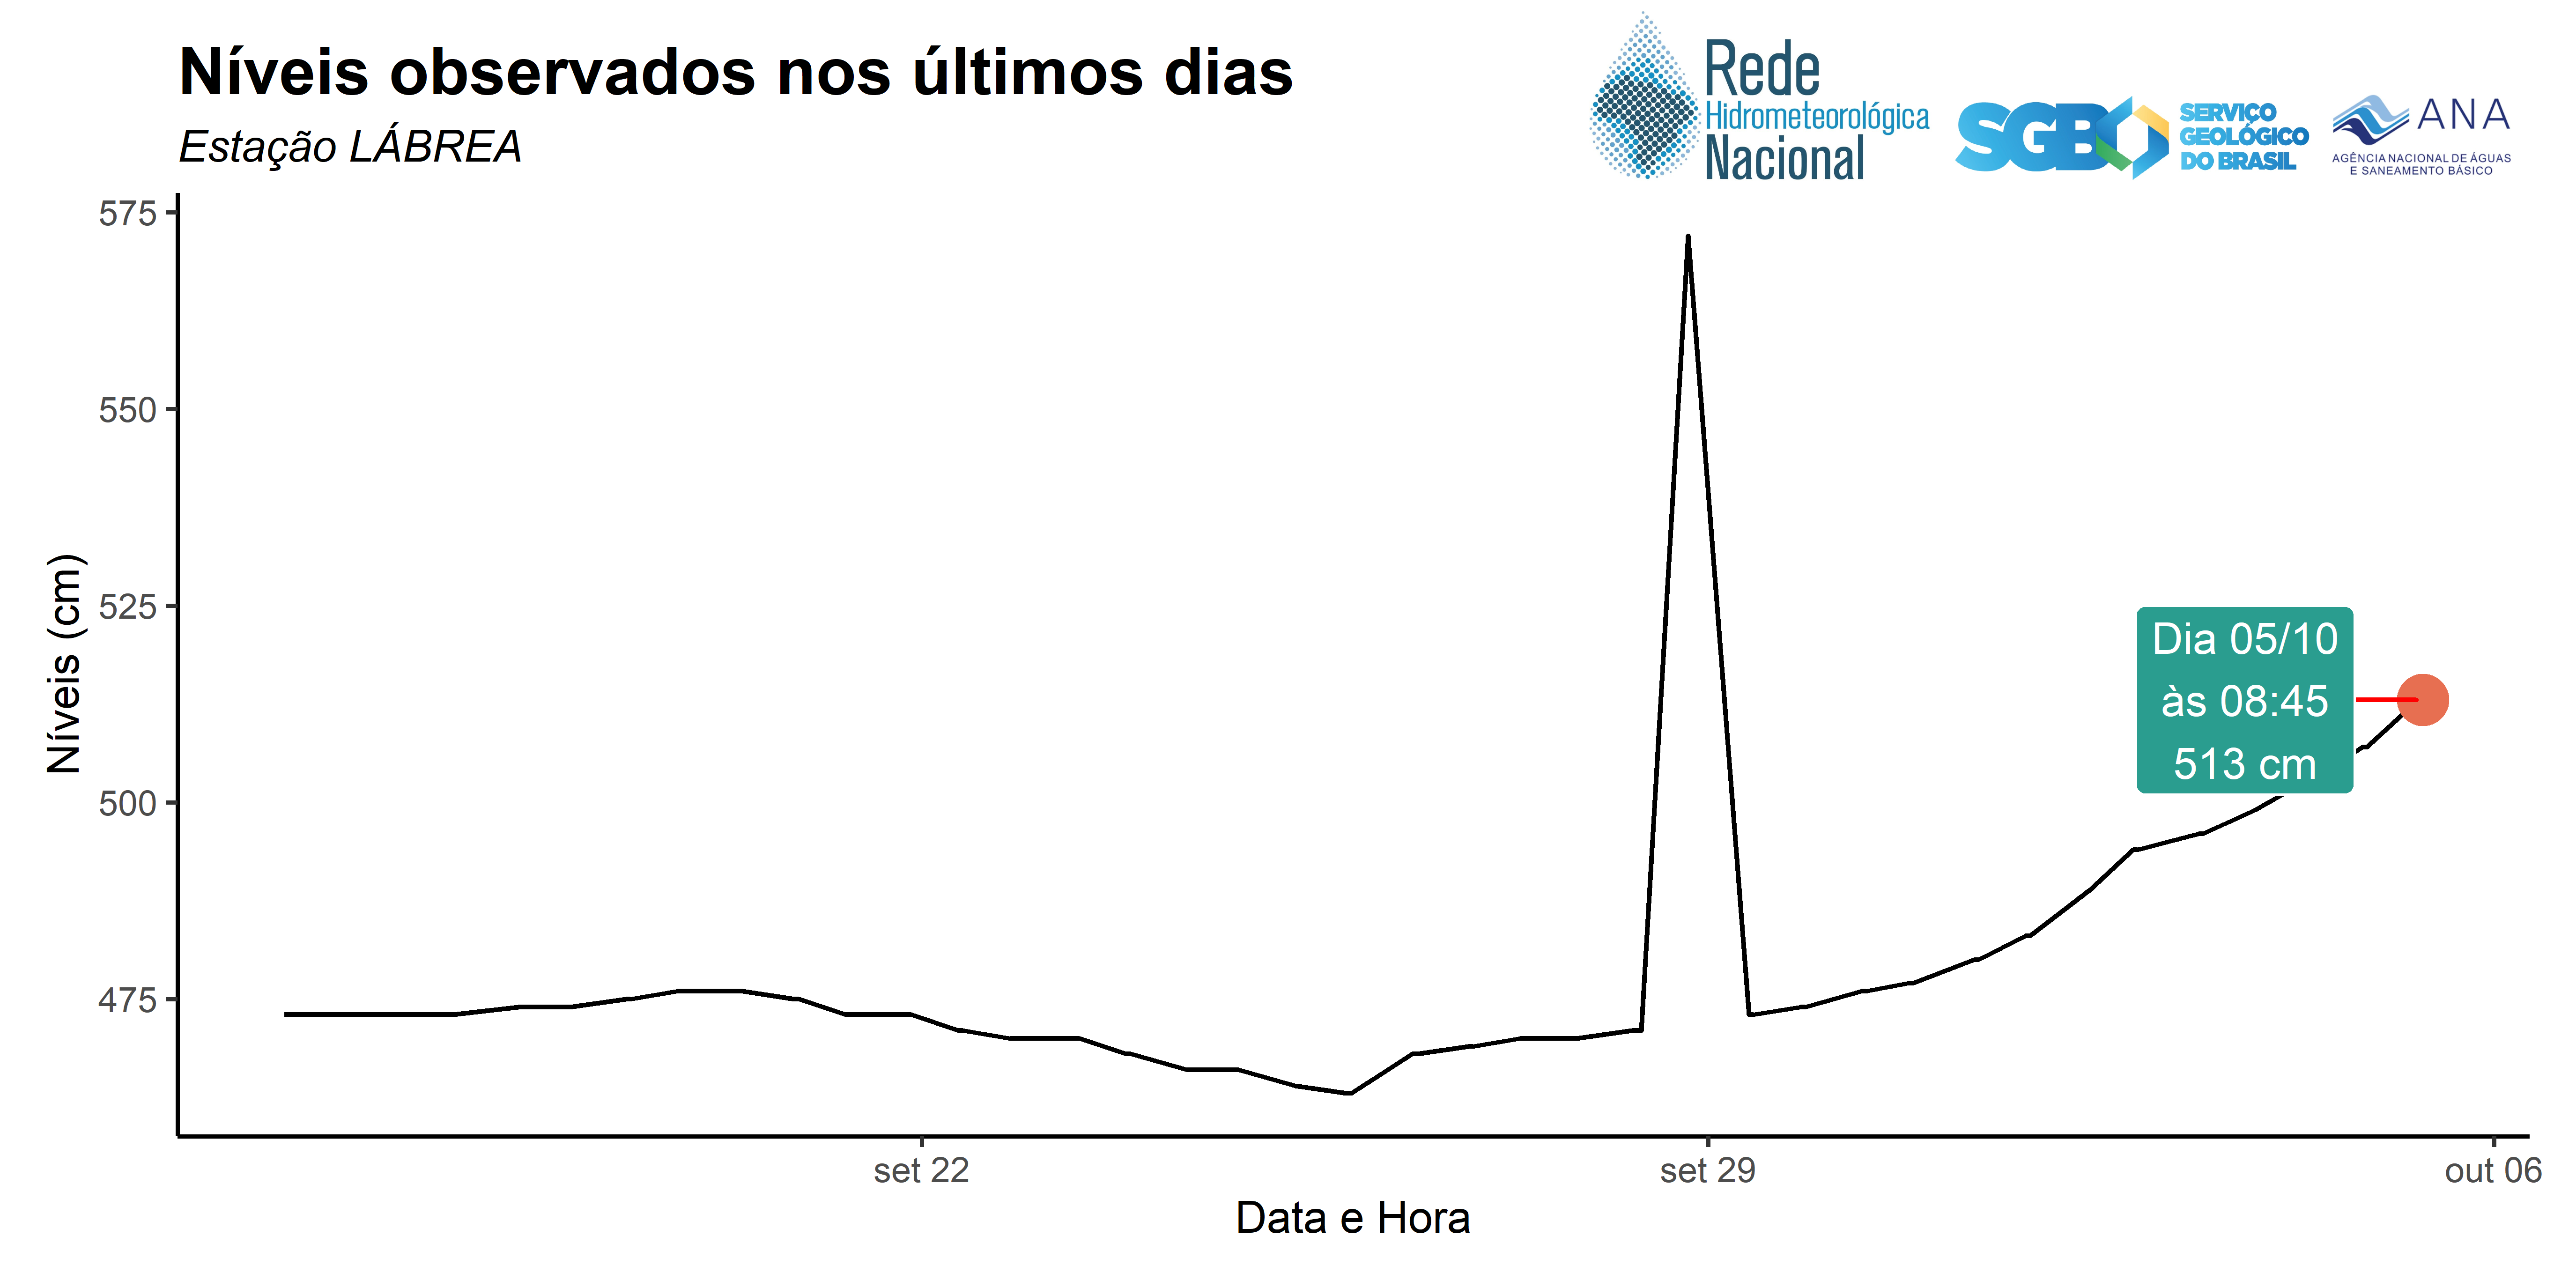 Níveis observados nos últimos dias
Estação LÁBREA
Rede
Hidrometeorológica
Nacional
SGB
SERVIÇO
GEOLÓGICO
DO BRASIL
ANA
AGÊNCIA NACIONAL DE ÁGUAS
E SANEAMENTO BÁSICO
575
550
525
500
475
Níveis (cm)
Dia 05/10
às 08:45
513 cm
set 22
set 29
out 06
Data e Hora